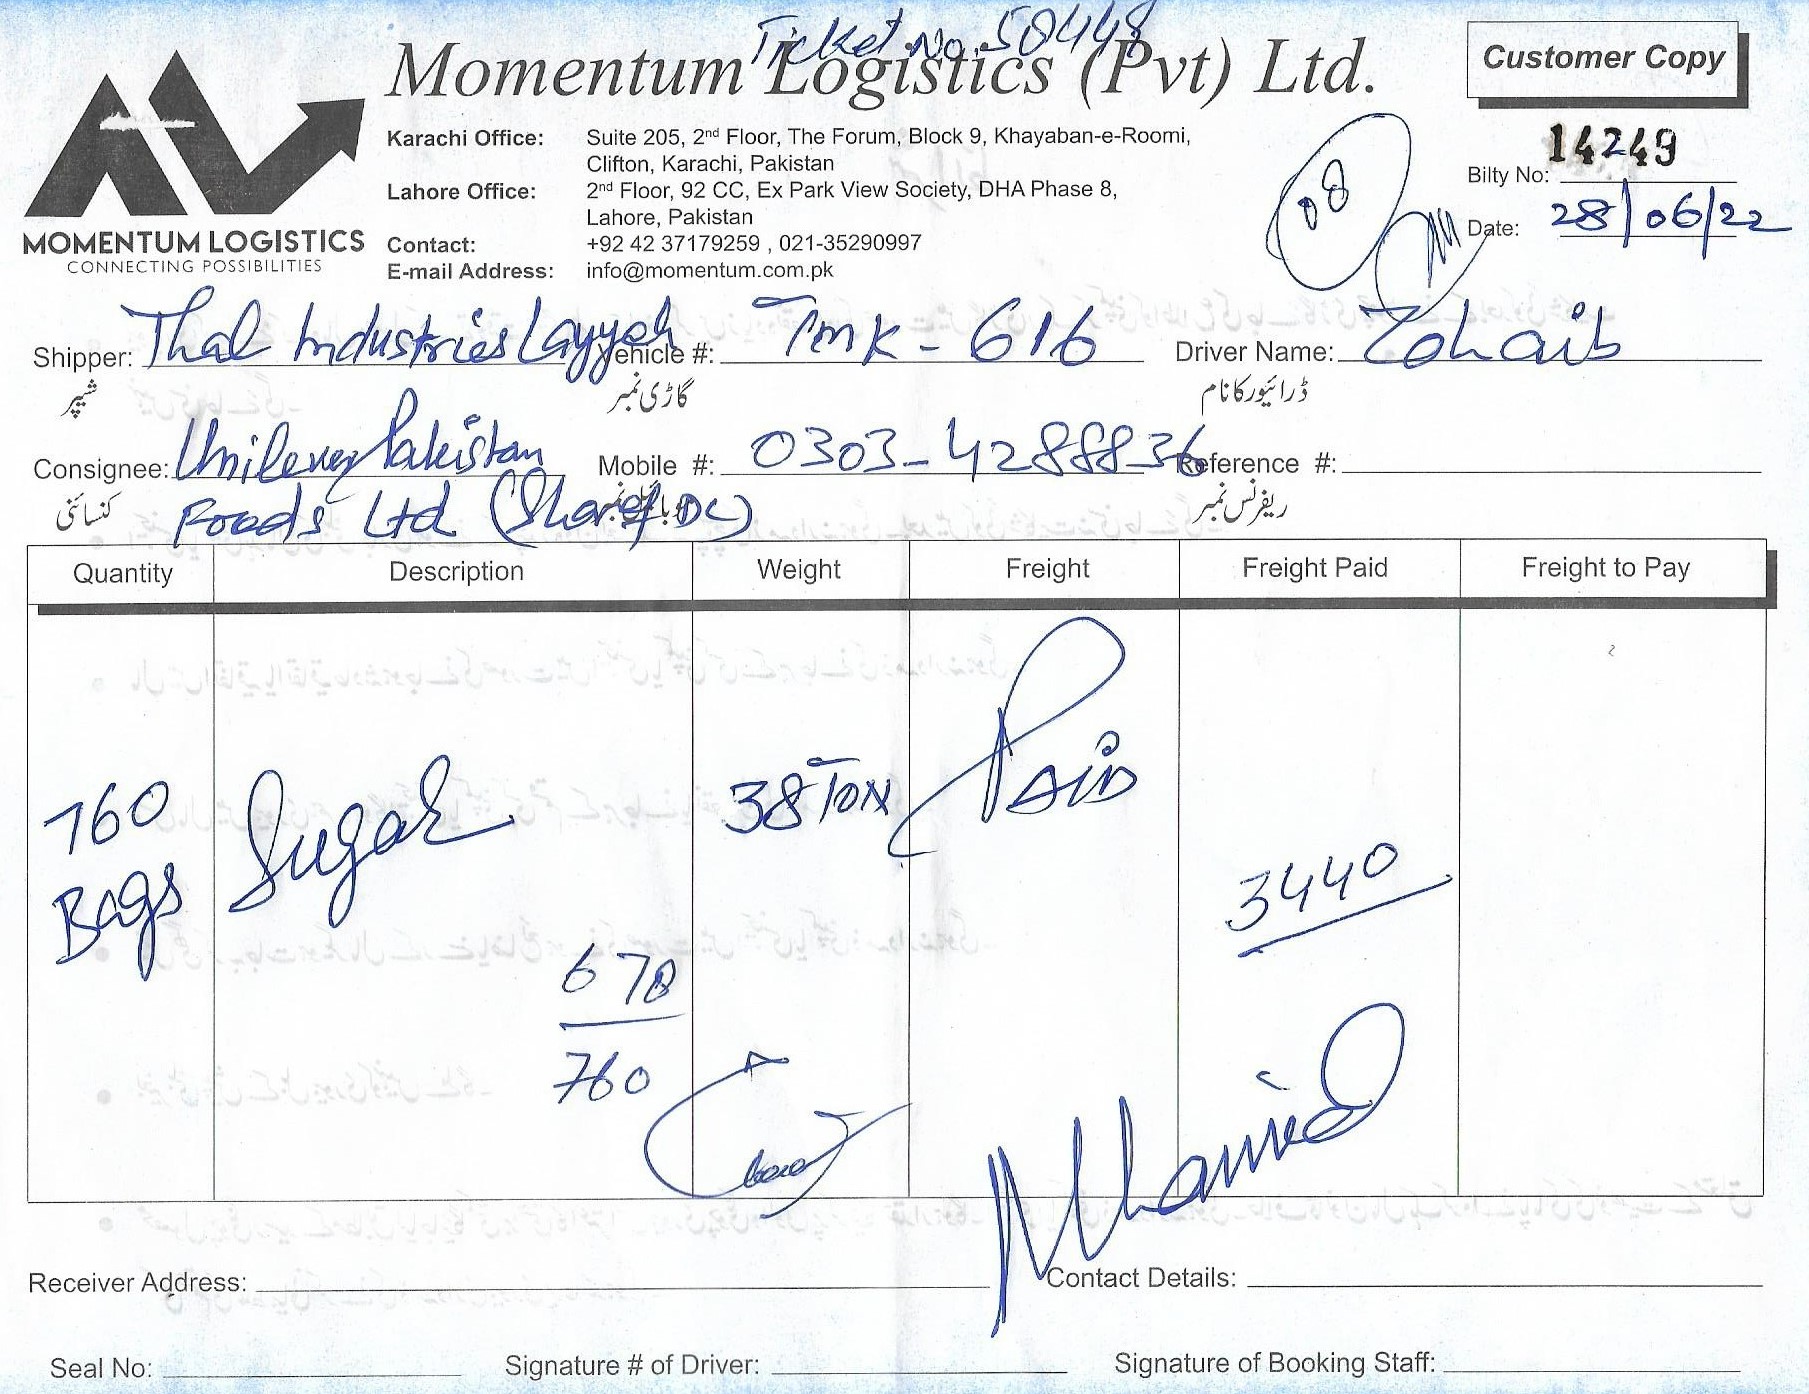 Ticket No. 50448
Momentum Logistics (Pvt) Ltd.
Customer Copy
MOMENTUM LOGISTICS
CONNECTING POSSIBILITIES
Karachi Office: Suite 205, 2nd Floor, The Forum, Block 9, Khayaban-e-Roomi,
Clifton, Karachi, Pakistan
Lahore Office: 2nd Floor, 92 CC, Ex Park View Society, DHA Phase 8,
Lahore, Pakistan
Contact: +92 42 37179259 , 021-35290997
E-mail Address: info@momentum.com.pk
08
Bilty No: 14249
Date: 28/06/22
Shipper: Thal Industries Layyah Vehicle #: TMK - 616 Driver Name: Zohaib
شیپر گاڑی نمبر ڈرائیور کا نام
Consignee: Unilever Pakistan Mobile #: 0303-4288836 Reference #:
کنسائنی Foods Ltd ریفرنس نمبر
Quantity Description Weight Freight Freight Paid Freight to Pay
760 Bags Sugar 38 TON PAID 3440
670
760
Receiver Address: Contact Details:
Seal No: Signature # of Driver: Signature of Booking Staff: